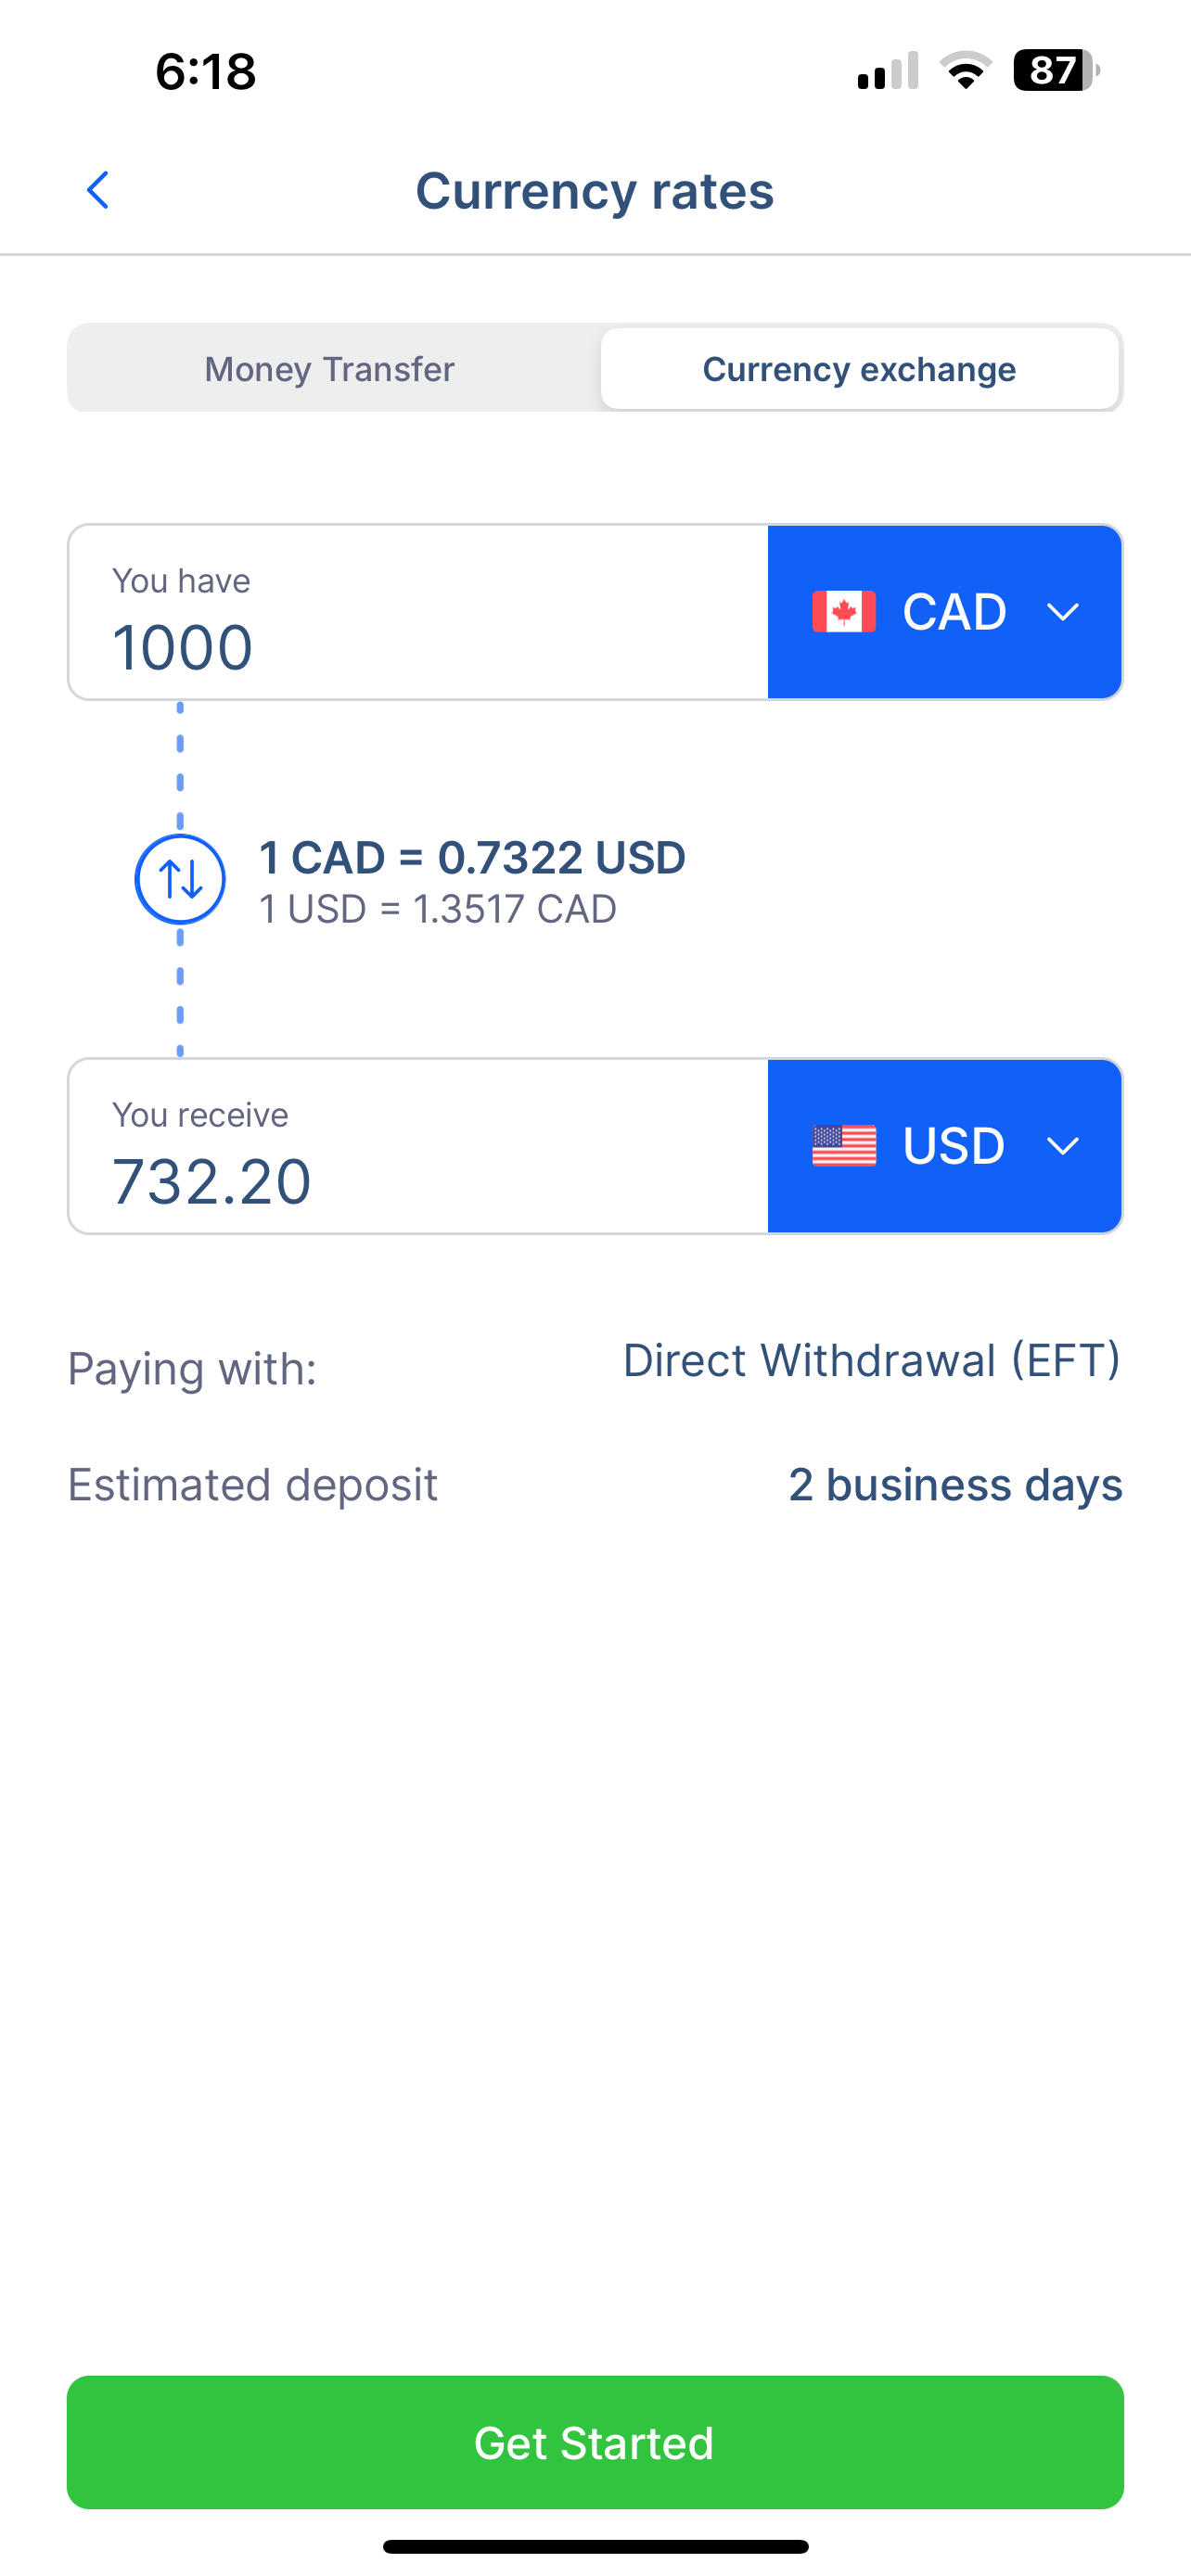 6:18
87
Currency rates
Money Transfer
Currency exchange
You have
1000
CAD
1 CAD = 0.7322 USD
1 USD = 1.3517 CAD
You receive
732.20
USD
Paying with:
Direct Withdrawal (EFT)
Estimated deposit
2 business days
Get Started